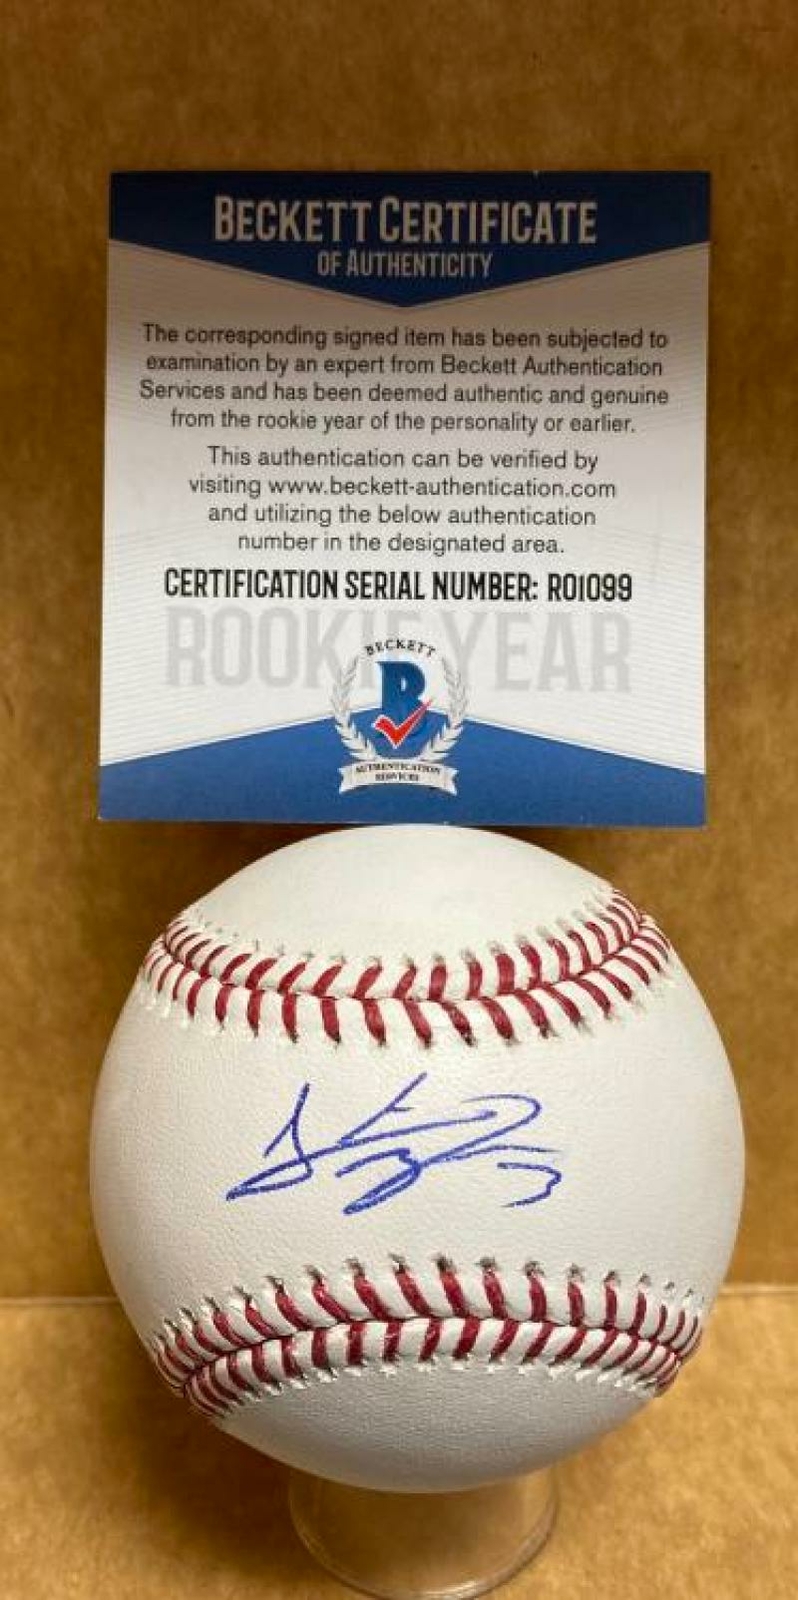 BECKETT CERTIFICATE
OF AUTHENTICITY
The corresponding signed item has been subjected to
examination by an expert from Beckett Authentication
Services and has been deemed authentic and genuine
from the rookie year of the personality or earlier.
This authentication can be verified by
visiting www.beckett-authentication.com
and utilizing the below authentication
number in the designated area.
CERTIFICATION SERIAL NUMBER: R01099
ROOKIE YEAR
BECKETT
B
AUTHENTICATION
SERVICES